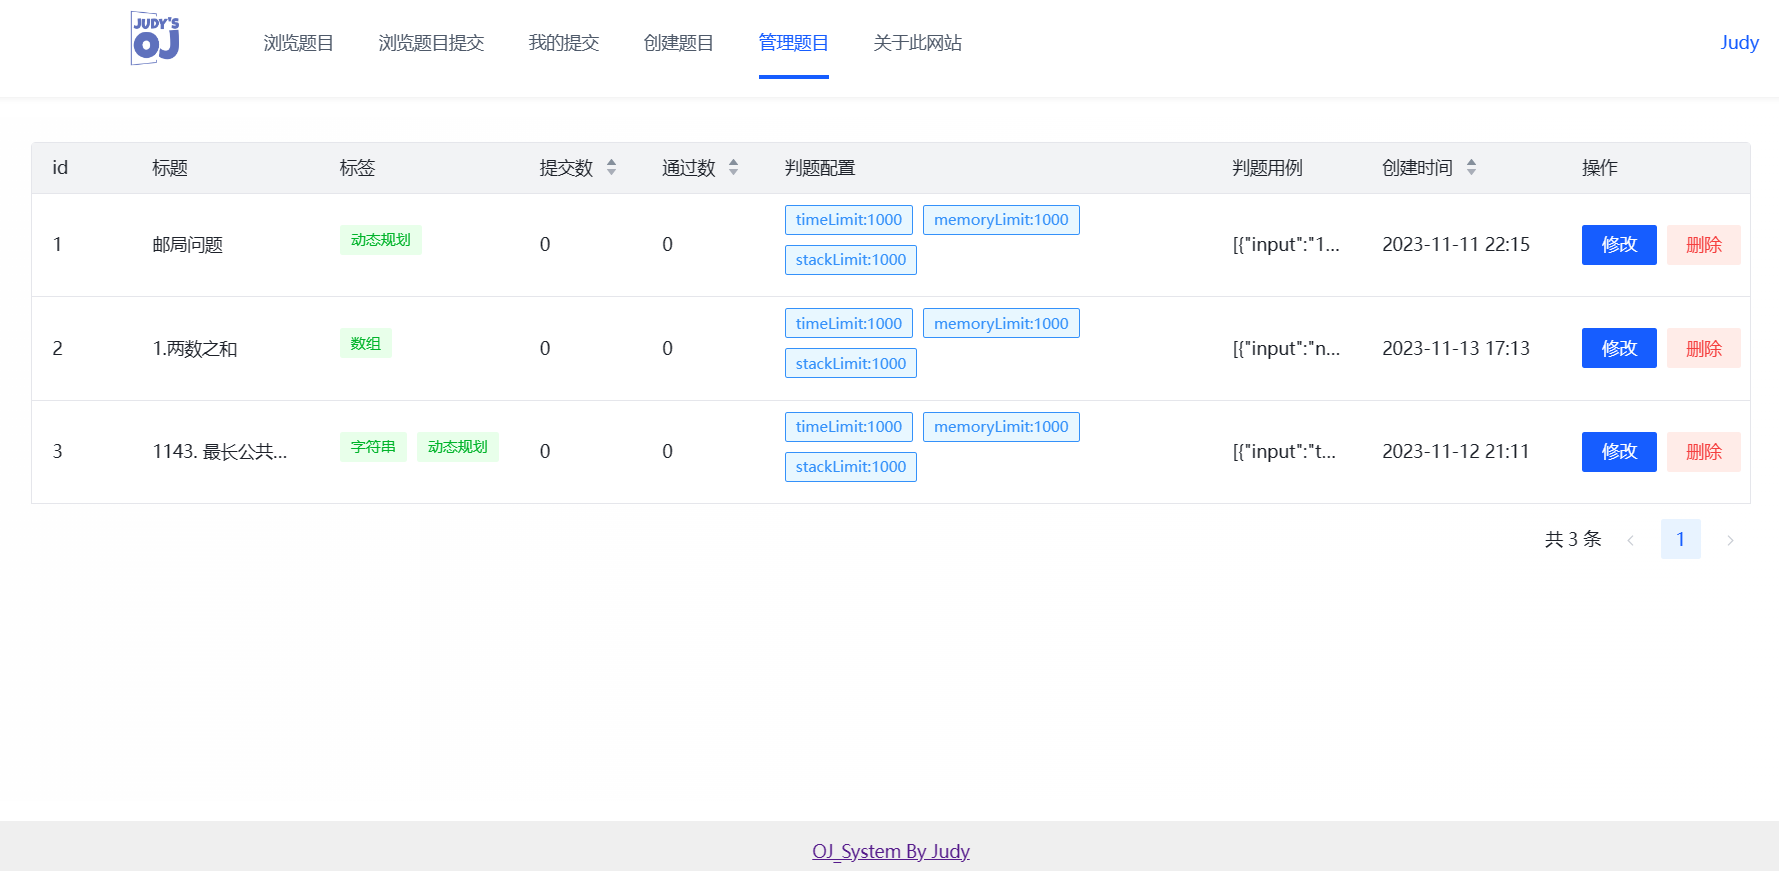 JUDY'S
OJ
浏览题目 浏览题目提交 我的提交 创建题目 管理题目 关于此网站 Judy
id 标题 标签 提交数 通过数 判题配置 判题用例 创建时间 操作
1 邮局问题 动态规划 0 0 timeLimit:1000 memoryLimit:1000 stackLimit:1000 [{"input":"1... 2023-11-11 22:15 修改 删除
2 1.两数之和 数组 0 0 timeLimit:1000 memoryLimit:1000 stackLimit:1000 [{"input":"n... 2023-11-13 17:13 修改 删除
3 1143. 最长公共... 字符串 动态规划 0 0 timeLimit:1000 memoryLimit:1000 stackLimit:1000 [{"input":"t... 2023-11-12 21:11 修改 删除
共 3 条 1
OJ_System By Judy